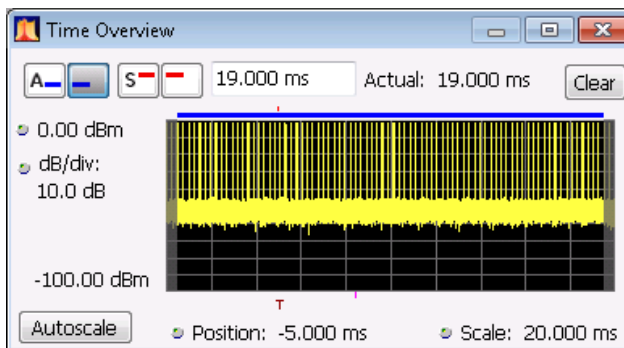 Time Overview
A S 19.000 ms Actual: 19.000 ms Clear
0.00 dBm
dB/div:
10.0 dB
-100.00 dBm
T
Autoscale Position: -5.000 ms Scale: 20.000 ms